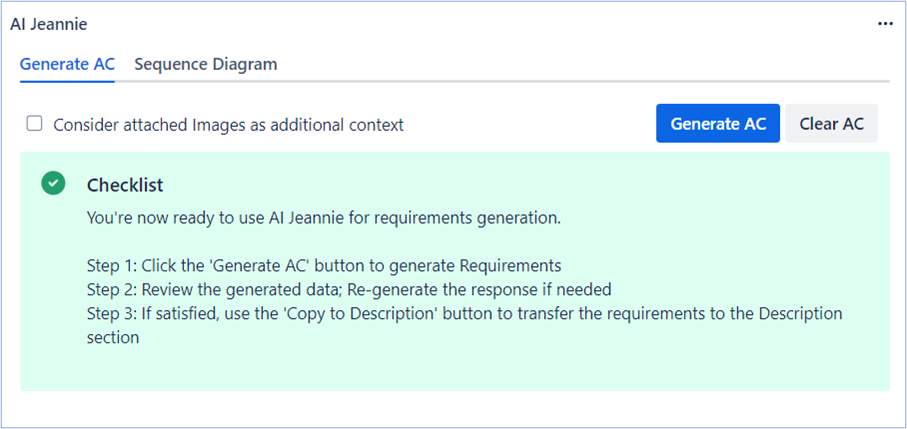 AI Jeannie
Generate AC Sequence Diagram
Consider attached Images as additional context Generate AC Clear AC
Checklist
You're now ready to use AI Jeannie for requirements generation.
Step 1: Click the 'Generate AC' button to generate Requirements
Step 2: Review the generated data; Re-generate the response if needed
Step 3: If satisfied, use the 'Copy to Description' button to transfer the requirements to the Description
section